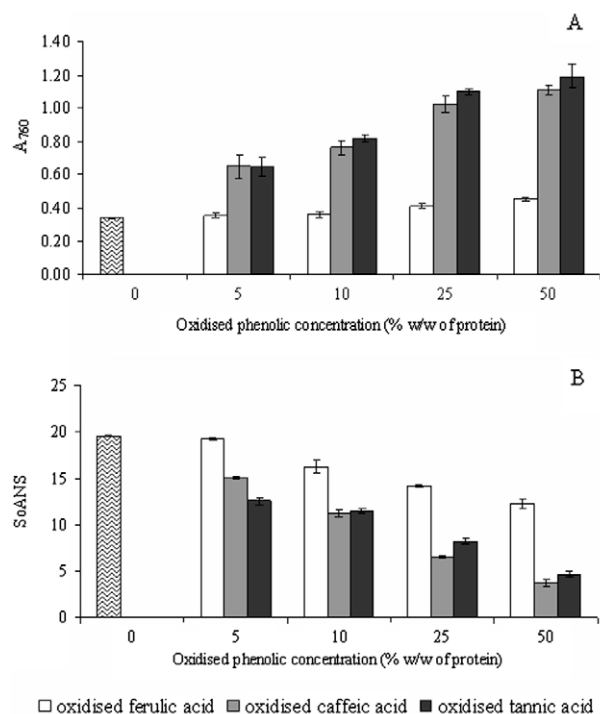 A
1.40
1.20
1.00
0.80
0.60
0.40
0.20
0.00
A760
0 5 10 25 50
Oxidised phenolic concentration (% w/w of protein)
B
25
20
15
10
5
0
SoANS
0 5 10 25 50
Oxidised phenolic concentration (% w/w of protein)
oxidised ferulic acid oxidised caffeic acid oxidised tannic acid